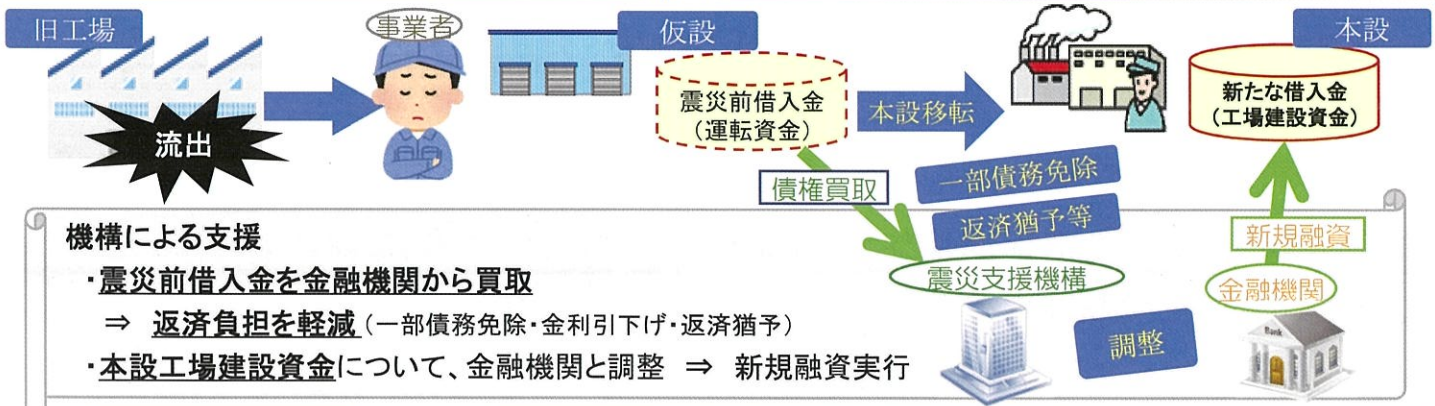 旧工場
流出
事業者
仮設
震災前借入金
（運転資金）
本設移転
本設
新たな借入金
（工場建設資金）
債権買取
一部債務免除
返済猶予等
新規融資
震災支援機構
金融機関
調整
Bank
機構による支援
・震災前借入金を金融機関から買取
⇒ 返済負担を軽減（一部債務免除・金利引下げ・返済猶予）
・本設工場建設資金について、金融機関と調整 ⇒ 新規融資実行